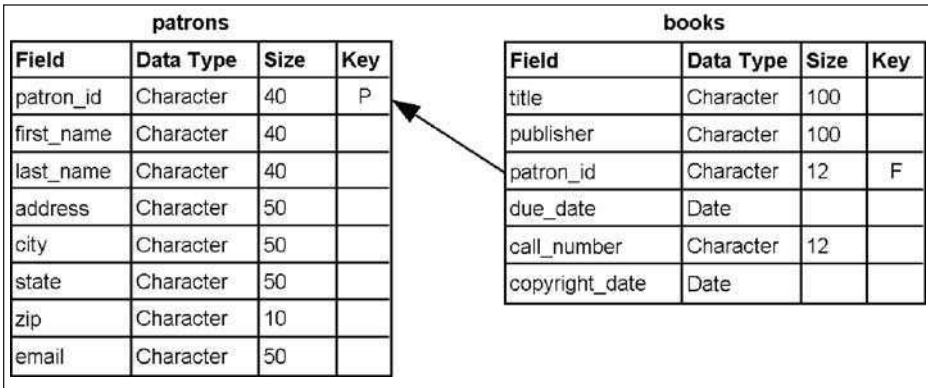 patrons
Field Data Type Size Key
patron_id Character 40 P
first_name Character 40
last_name Character 40
address Character 50
city Character 50
state Character 50
zip Character 10
email Character 50
books
Field Data Type Size Key
title Character 100
publisher Character 100
patron_id Character 12 F
due_date Date
call_number Character 12
copyright_date Date